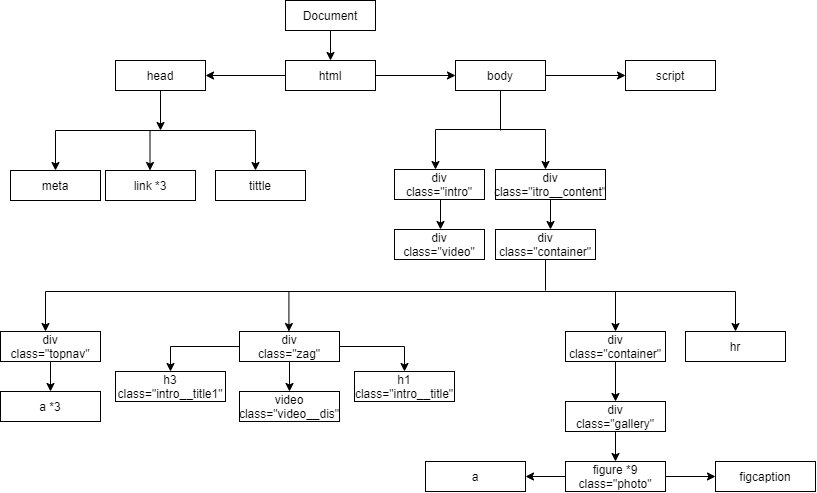 Document
head
html
body
script
meta
link *3
tittle
div
class="intro"
div
class="itro__content"
div
class="video"
div
class="container"
div
class="topnav"
div
class="zag"
div
class="container"
hr
h3
class="intro__title1"
h1
class="intro__title"
a *3
video
class="video__dis"
div
class="gallery"
a
figure *9
class="photo"
figcaption